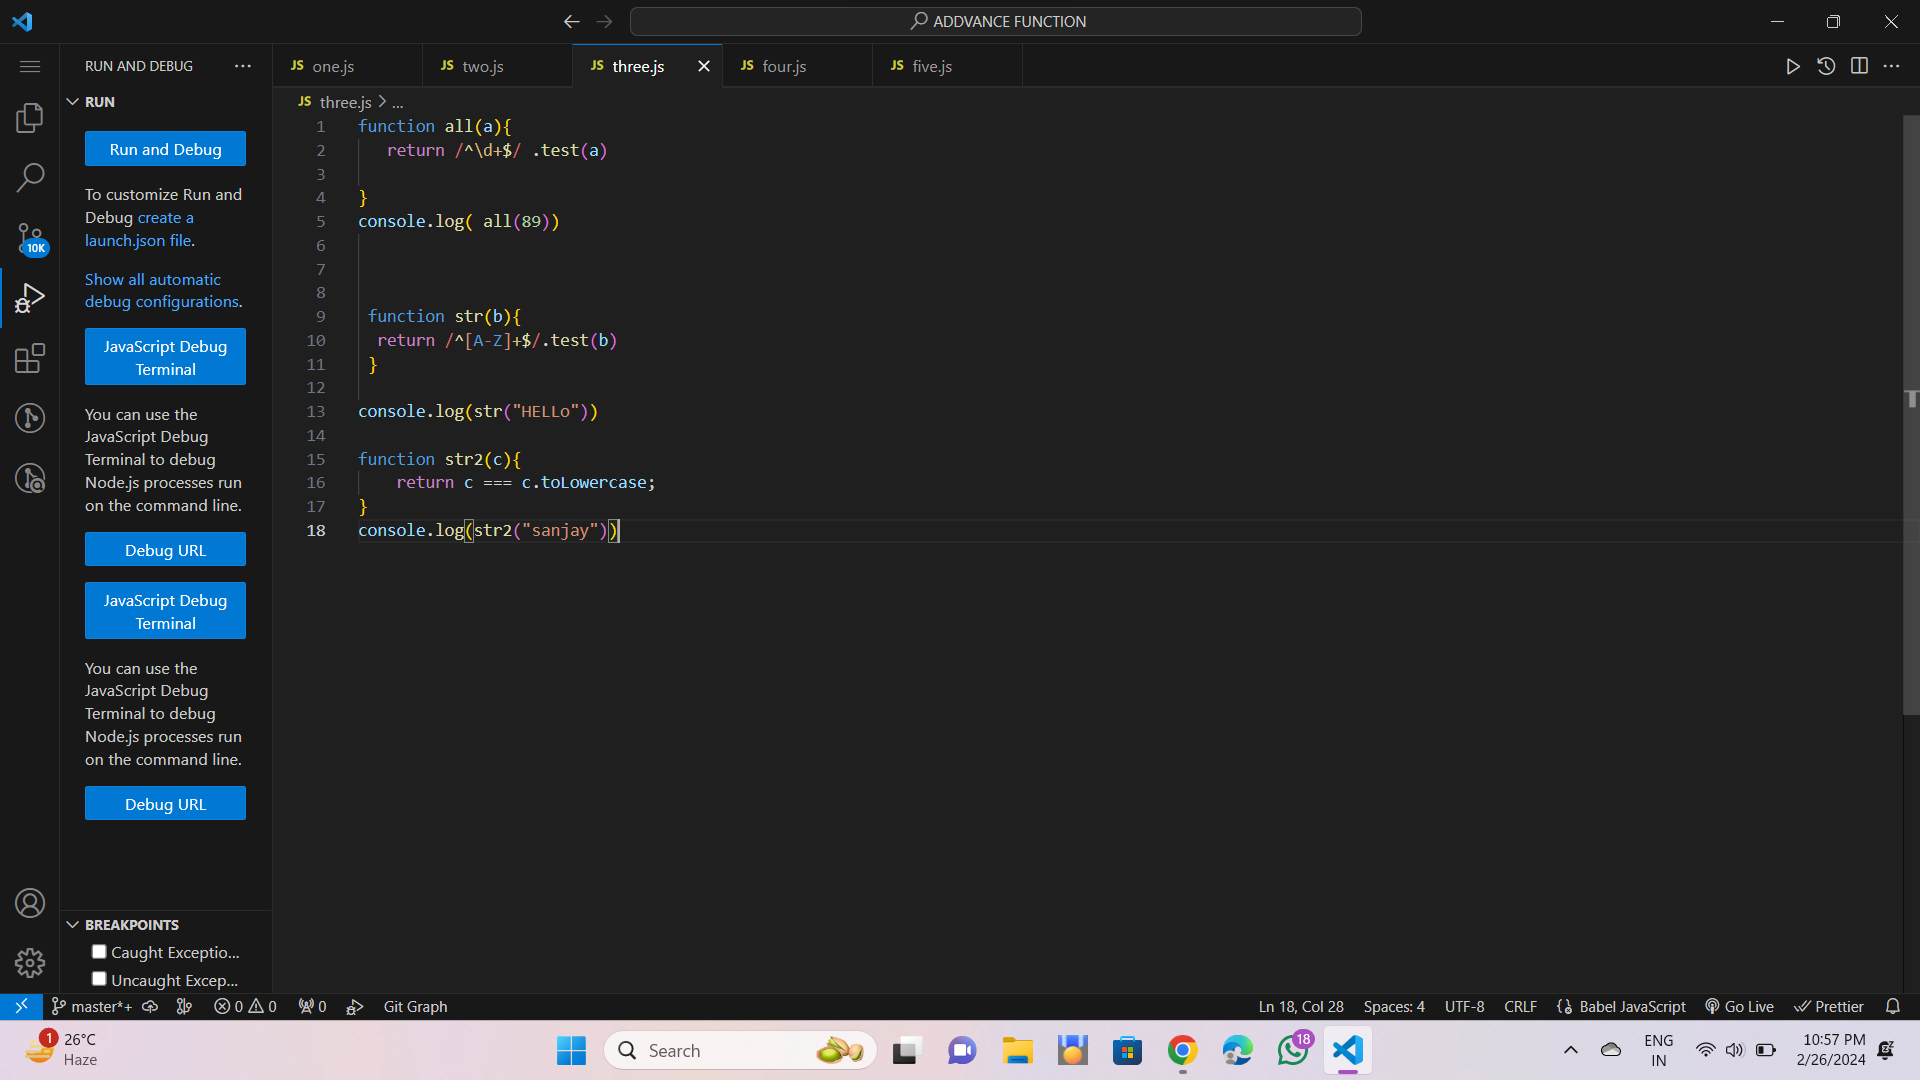 ADDVANCE FUNCTION
RUN AND DEBUG
JS one.js
JS two.js
JS three.js
JS four.js
JS five.js
RUN
Run and Debug
To customize Run and
Debug create a
launch.json file.
Show all automatic
debug configurations.
JavaScript Debug
Terminal
You can use the
JavaScript Debug
Terminal to debug
Node.js processes run
on the command line.
Debug URL
JavaScript Debug
Terminal
You can use the
JavaScript Debug
Terminal to debug
Node.js processes run
on the command line.
Debug URL
BREAKPOINTS
Caught Exceptio...
Uncaught Excep...
10K
JS three.js > ...
1 function all(a){
2 return /^\d+$/ .test(a)
3
4 }
5 console.log( all(89))
6
7
8
9 function str(b){
10 return /^[A-Z]+$/.test(b)
11 }
12
13 console.log(str("HELLo"))
14
15 function str2(c){
16 return c === c.toLowercase;
17 }
18 console.log(str2("sanjay"))
master*+ 0 0 0 Git Graph Ln 18, Col 28 Spaces: 4 UTF-8 CRLF {} Babel JavaScript Go Live Prettier
1
26°C
Haze
Search
18
ENG
IN
10:57 PM
2/26/2024